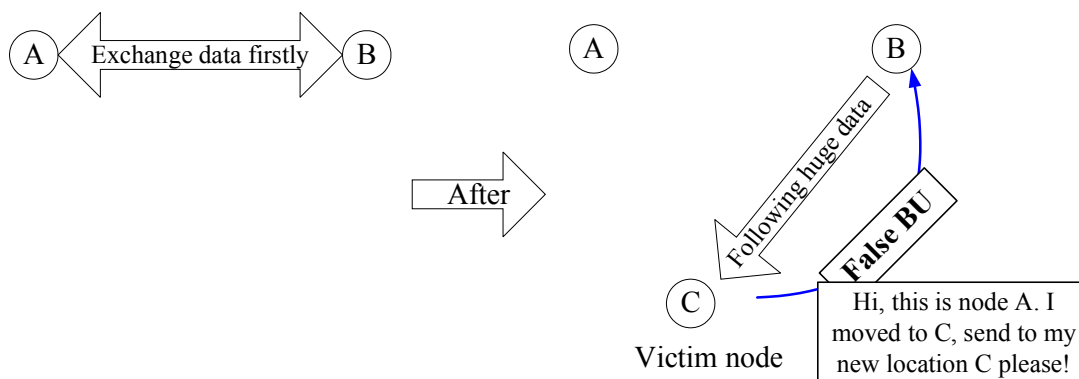 A
Exchange data firstly
B
After
A
B
Following huge data
False BU
C
Victim node
Hi, this is node A. I
moved to C, send to my
new location C please!